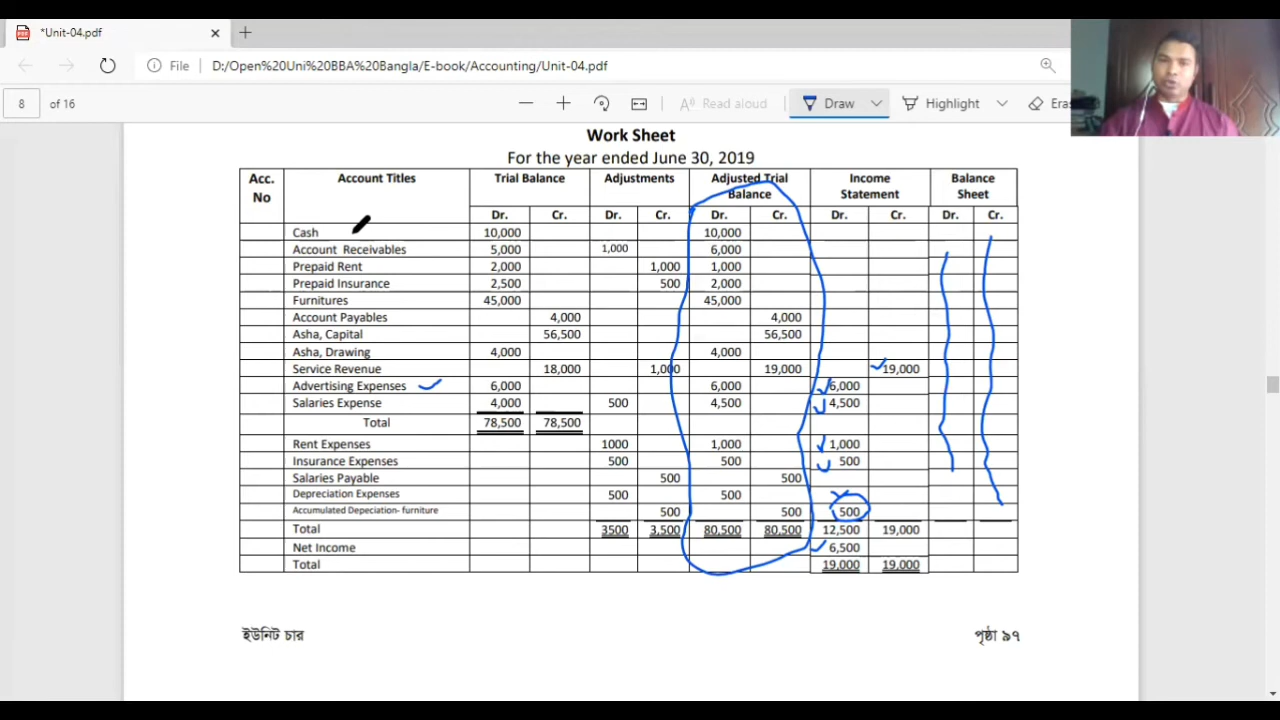 *Unit-04.pdf
File D:/Open%20Uni%20BBA%20Bangla/E-book/Accounting/Unit-04.pdf
8 of 16 Read aloud Draw Highlight Eras
Work Sheet
For the year ended June 30, 2019
Acc. No Account Titles Trial Balance Adjustments Adjusted Trial Balance Income Statement Balance Sheet
Dr. Cr. Dr. Cr. Dr. Cr. Dr. Cr. Dr. Cr.
Cash 10,000 10,000
Account Receivables 5,000 1,000 6,000
Prepaid Rent 2,000 1,000 1,000
Prepaid Insurance 2,500 500 2,000
Furnitures 45,000 45,000
Account Payables 4,000 4,000
Asha, Capital 56,500 56,500
Asha, Drawing 4,000 4,000
Service Revenue 18,000 1,000 19,000 19,000
Advertising Expenses 6,000 6,000 6,000
Salaries Expense 4,000 500 4,500 4,500
Total 78,500 78,500
Rent Expenses 1000 1,000 1,000
Insurance Expenses 500 500 500
Salaries Payable 500 500
Depreciation Expenses 500 500
Accumulated Depeciation- furniture 500 500 500
Total 3500 3,500 80,500 80,500 12,500 19,000
Net Income 6,500
Total 19,000 19,000
ইউনিট চার পৃষ্ঠা ৯৭